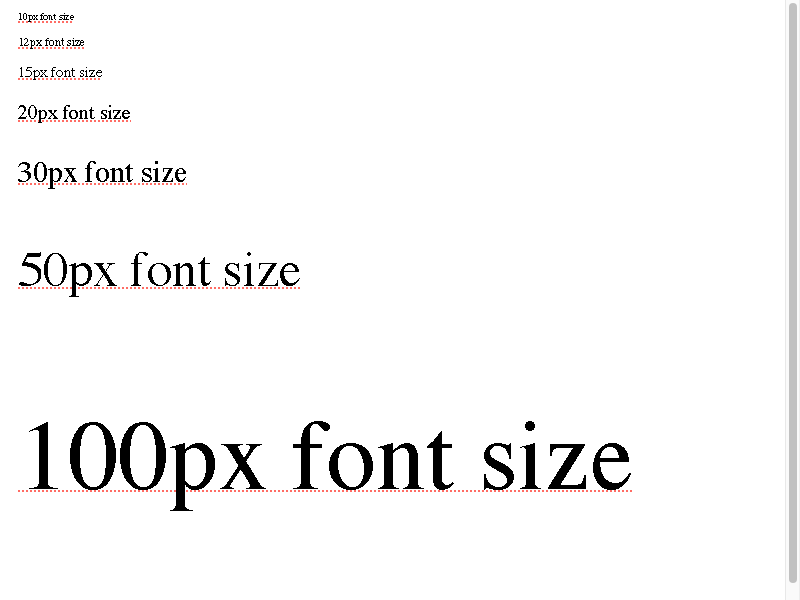 10px font size
12px font size
15px font size
20px font size
30px font size
50px font size
100px font size